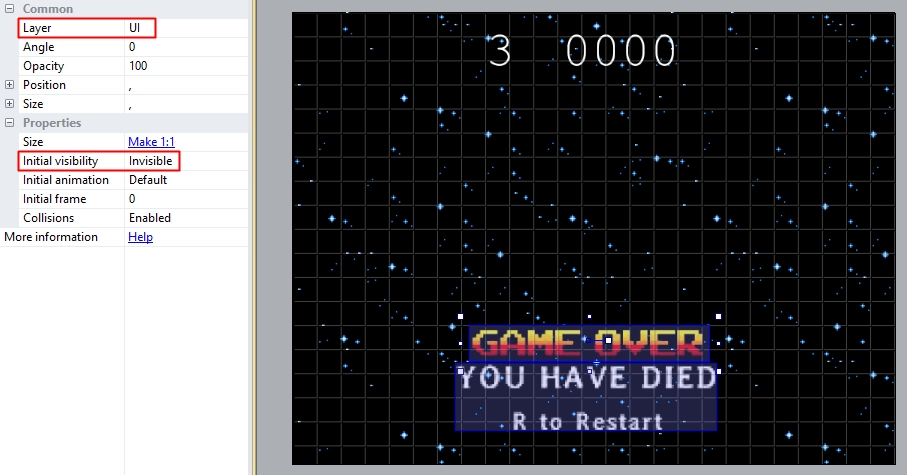 Common
Layer UI
Angle 0
Opacity 100
Position ,
Size ,
Properties
Size Make 1:1
Initial visibility Invisible
Initial animation Default
Initial frame 0
Collisions Enabled
More information Help
3 0000
GAME OVER
YOU HAVE DIED
R to Restart